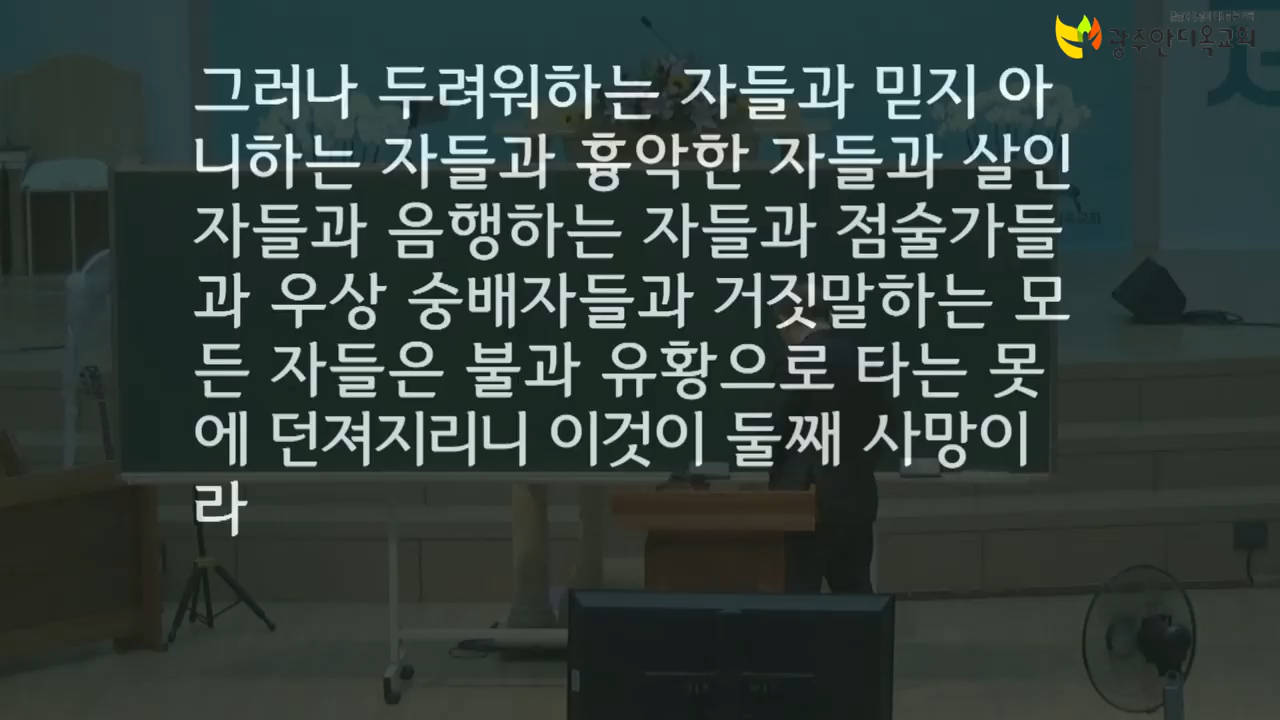 광주안디옥교회
그러나 두려워하는 자들과 믿지 아
니하는 자들과 흉악한 자들과 살인
자들과 음행하는 자들과 점술가들
과 우상 숭배자들과 거짓말하는 모
든 자들은 불과 유황으로 타는 못
에 던져지리니 이것이 둘째 사망이
라